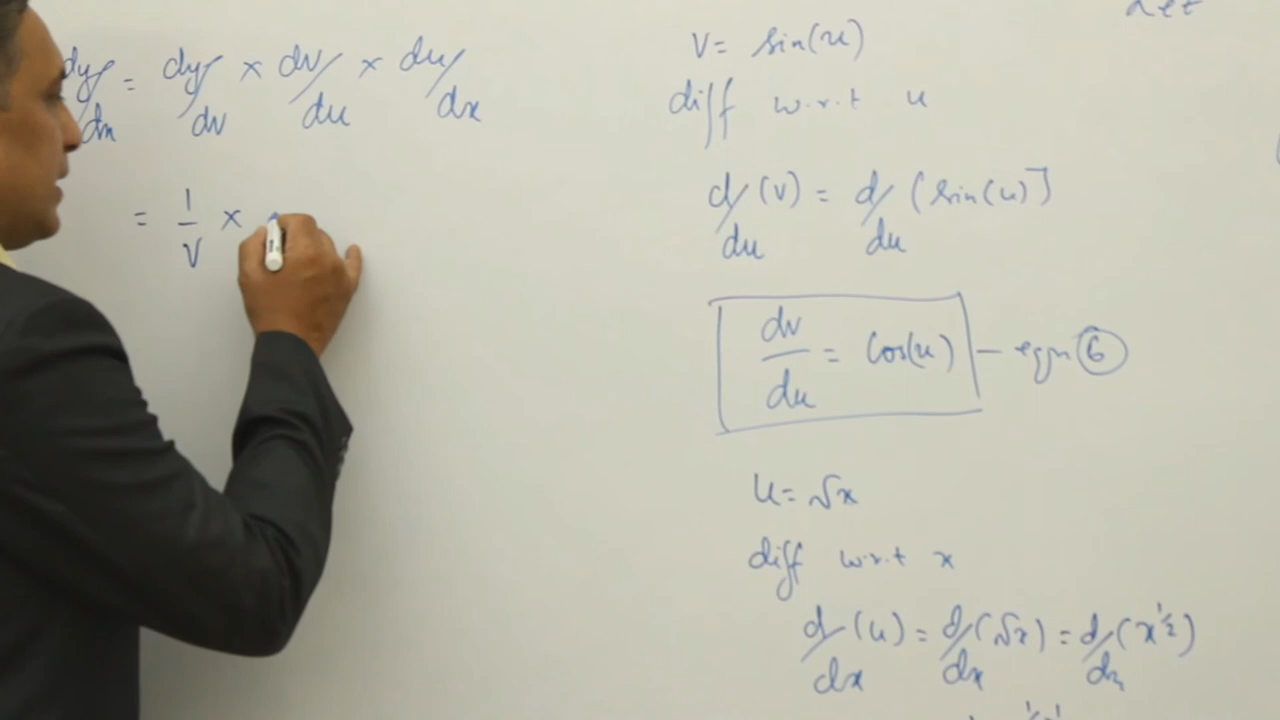 dy/dx = dy/dv × dv/du × du/dx
= 1/v ×
v = sin(u)
diff w.r.t u
d/du (v) = d/du (sin(u)]
dv/du = cos(u) — eqn ⑥
u = √x
diff w.r.t x
d/dx (u) = d/dx (√x) = d/dx (x^1/2)